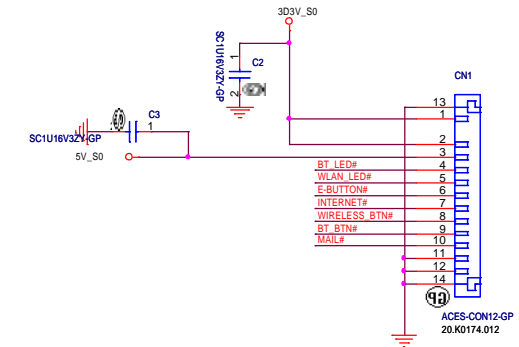 3D3V_S0
SC1U16V3ZY-GP
1
C2
2
CN1
C3
1
SC1U16V3ZY-GP
5V_S0
13
1
2
3
BT_LED#
4
WLAN_LED#
5
E-BUTTON#
6
INTERNET#
7
WIRELESS_BTN#
8
BT_BTN#
9
MAIL#
10
11
12
14
GP
ACES-CON12-GP
20.K0174.012